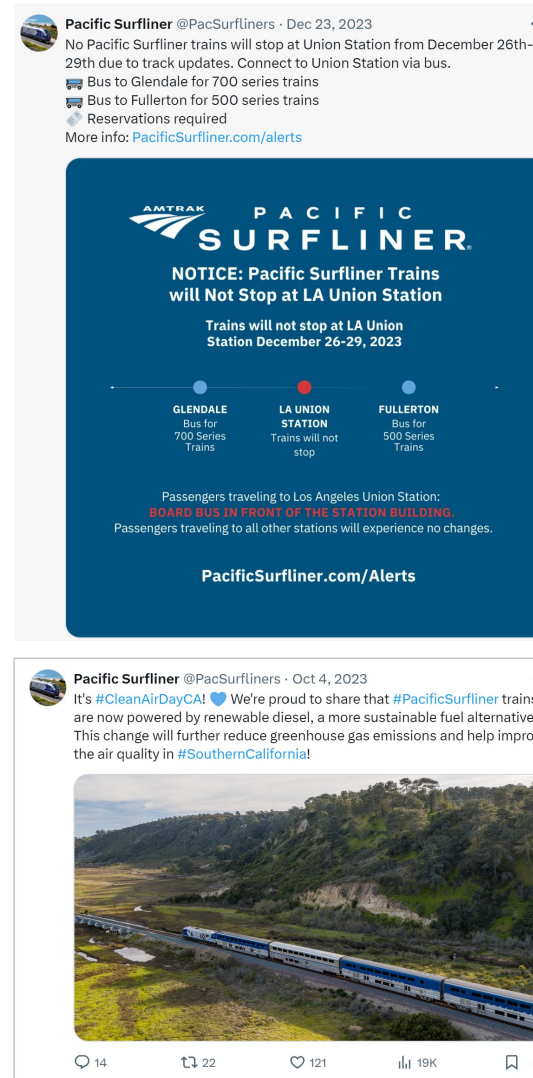 Pacific Surfliner @PacSurfliners · Dec 23, 2023
No Pacific Surfliner trains will stop at Union Station from December 26th-
29th due to track updates. Connect to Union Station via bus.
🚌 Bus to Glendale for 700 series trains
🚌 Bus to Fullerton for 500 series trains
🎫 Reservations required
More info: PacificSurfliner.com/alerts
AMTRAK
PACIFIC
SURFLINER®
NOTICE: Pacific Surfliner Trains
will Not Stop at LA Union Station
Trains will not stop at LA Union
Station December 26-29, 2023
GLENDALE
Bus for
700 Series
Trains
LA UNION
STATION
Trains will not
stop
FULLERTON
Bus for
500 Series
Trains
Passengers traveling to Los Angeles Union Station:
BOARD BUS IN FRONT OF THE STATION BUILDING.
Passengers traveling to all other stations will experience no changes.
PacificSurfliner.com/Alerts
Pacific Surfliner @PacSurfliners · Oct 4, 2023
It's #CleanAirDayCA! 💙 We're proud to share that #PacificSurfliner trains
are now powered by renewable diesel, a more sustainable fuel alternative
This change will further reduce greenhouse gas emissions and help impro
the air quality in #SouthernCalifornia!
14 22 121 19K